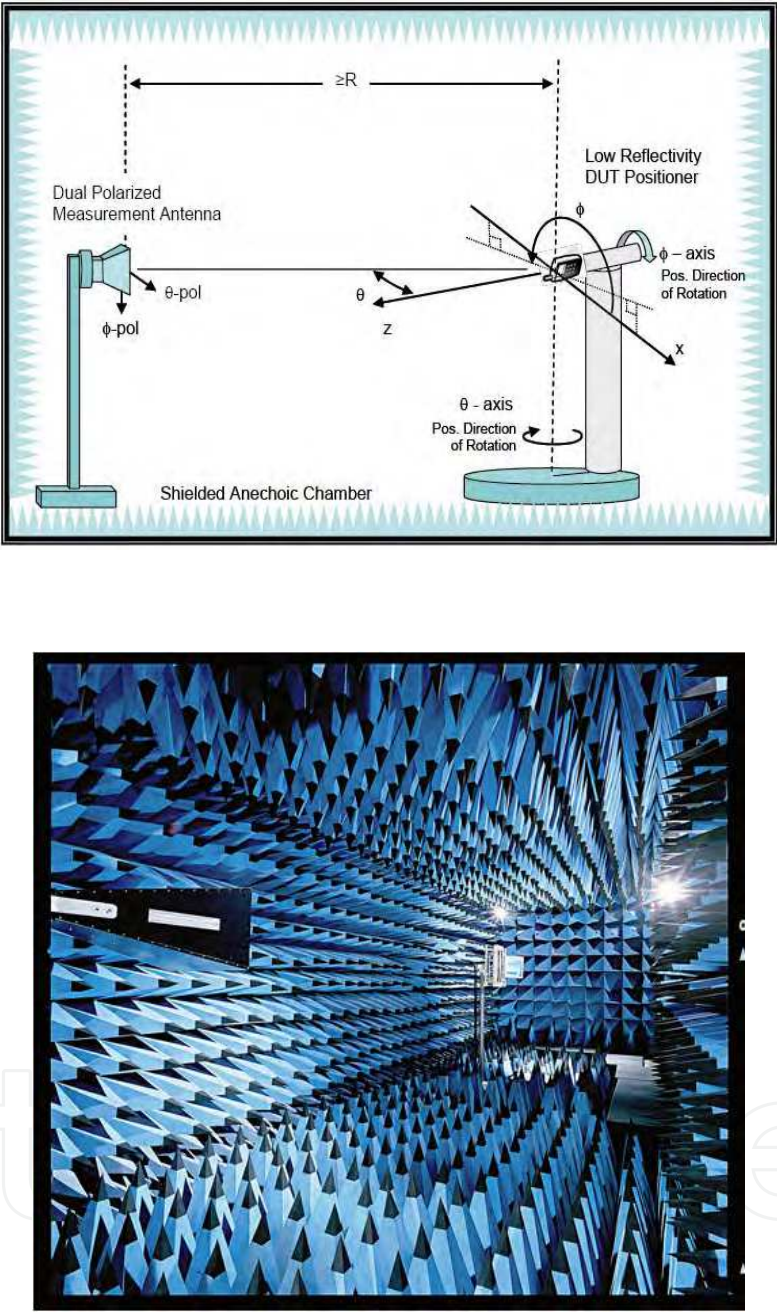 ≥R
Low Reflectivity
DUT Positioner
Dual Polarized
Measurement Antenna
ϕ
ϕ – axis
Pos. Direction
of Rotation
θ-pol
θ
ϕ-pol
z
x
θ - axis
Pos. Direction
of Rotation
Shielded Anechoic Chamber